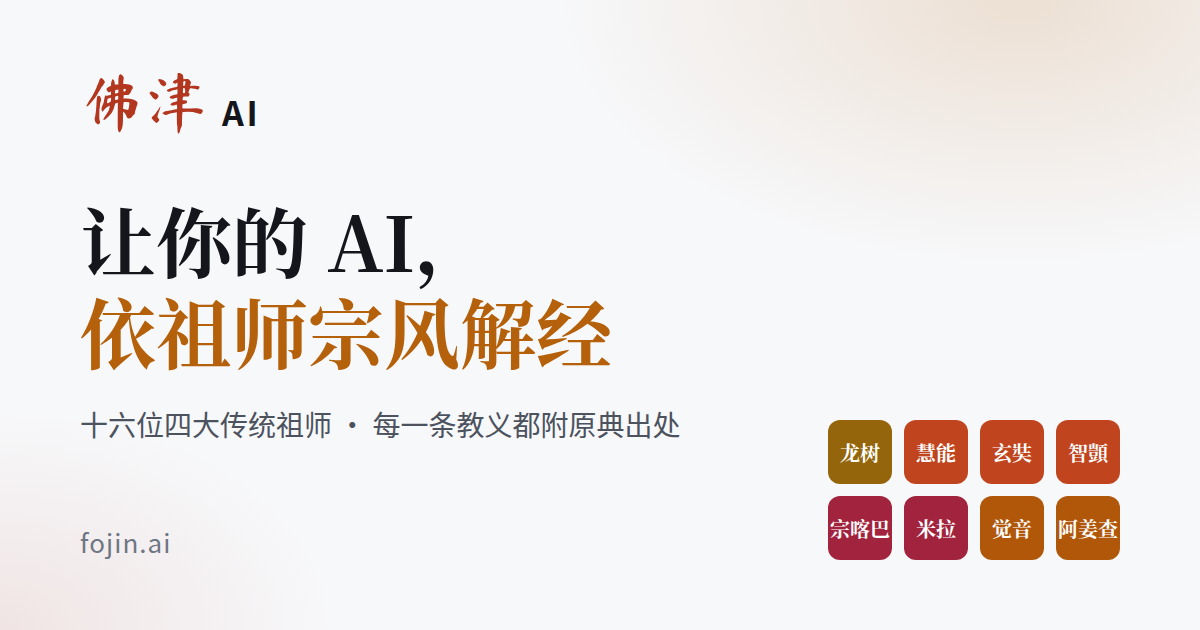 佛津 AI
让你的 AI,
依祖师宗风解经
十六位四大传统祖师 · 每一条教义都附原典出处
龙树 慧能 玄奘 智顗
宗喀巴 米拉 觉音 阿姜查
fojin.ai